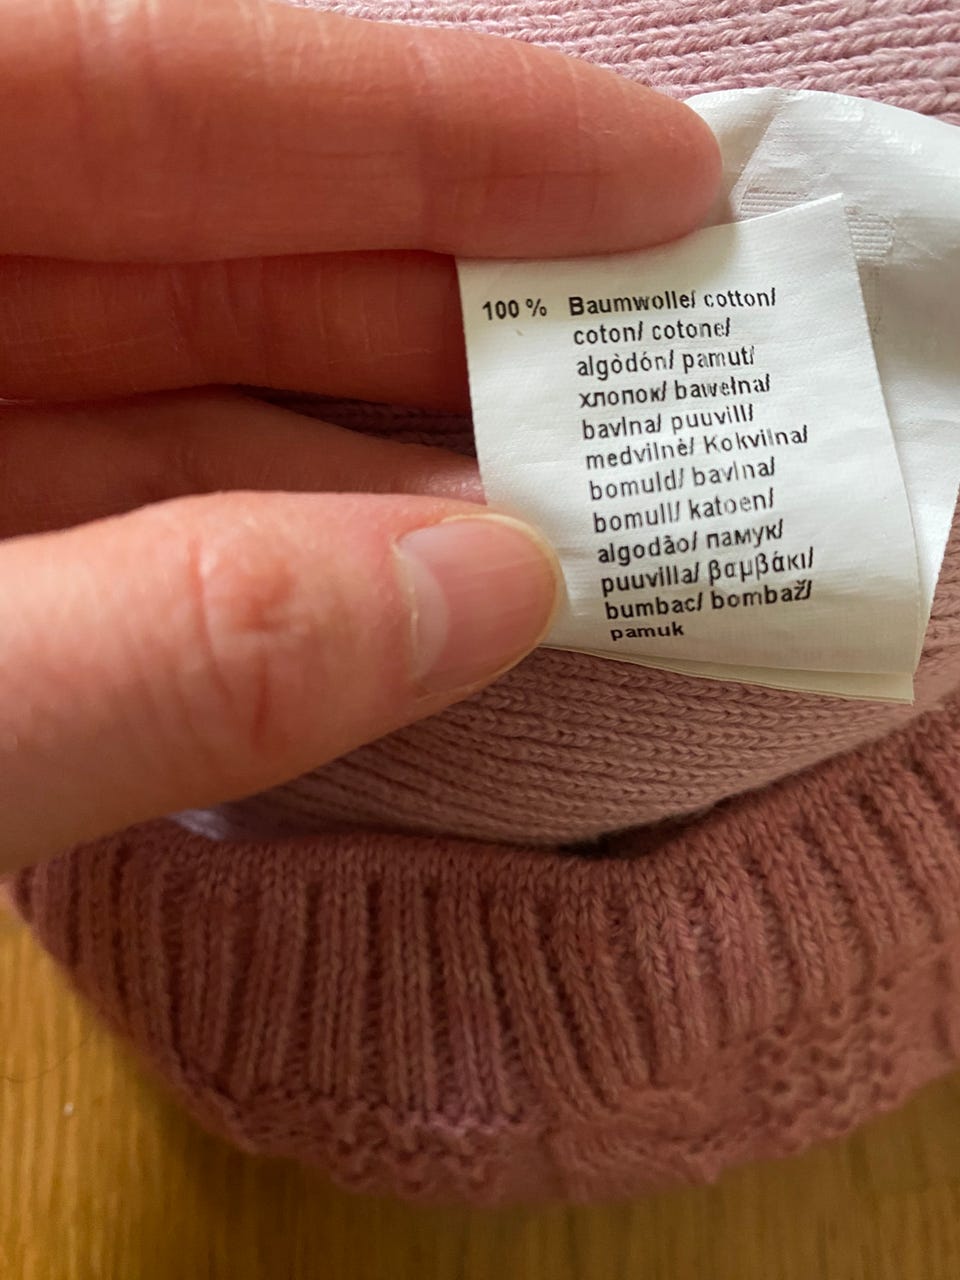 100 % Baumwolle/ cotton/
coton/ cotone/
algòdón/ pamut/
хлопок/ bawełna/
bavlna/ puuvill/
medvilnė/ Kokvilna/
bomuld/ bavlna/
bomull/ katoen/
algodão/ памук/
puuvilla/ βαμβάκι/
bumbac/ bombaž/
pamuk